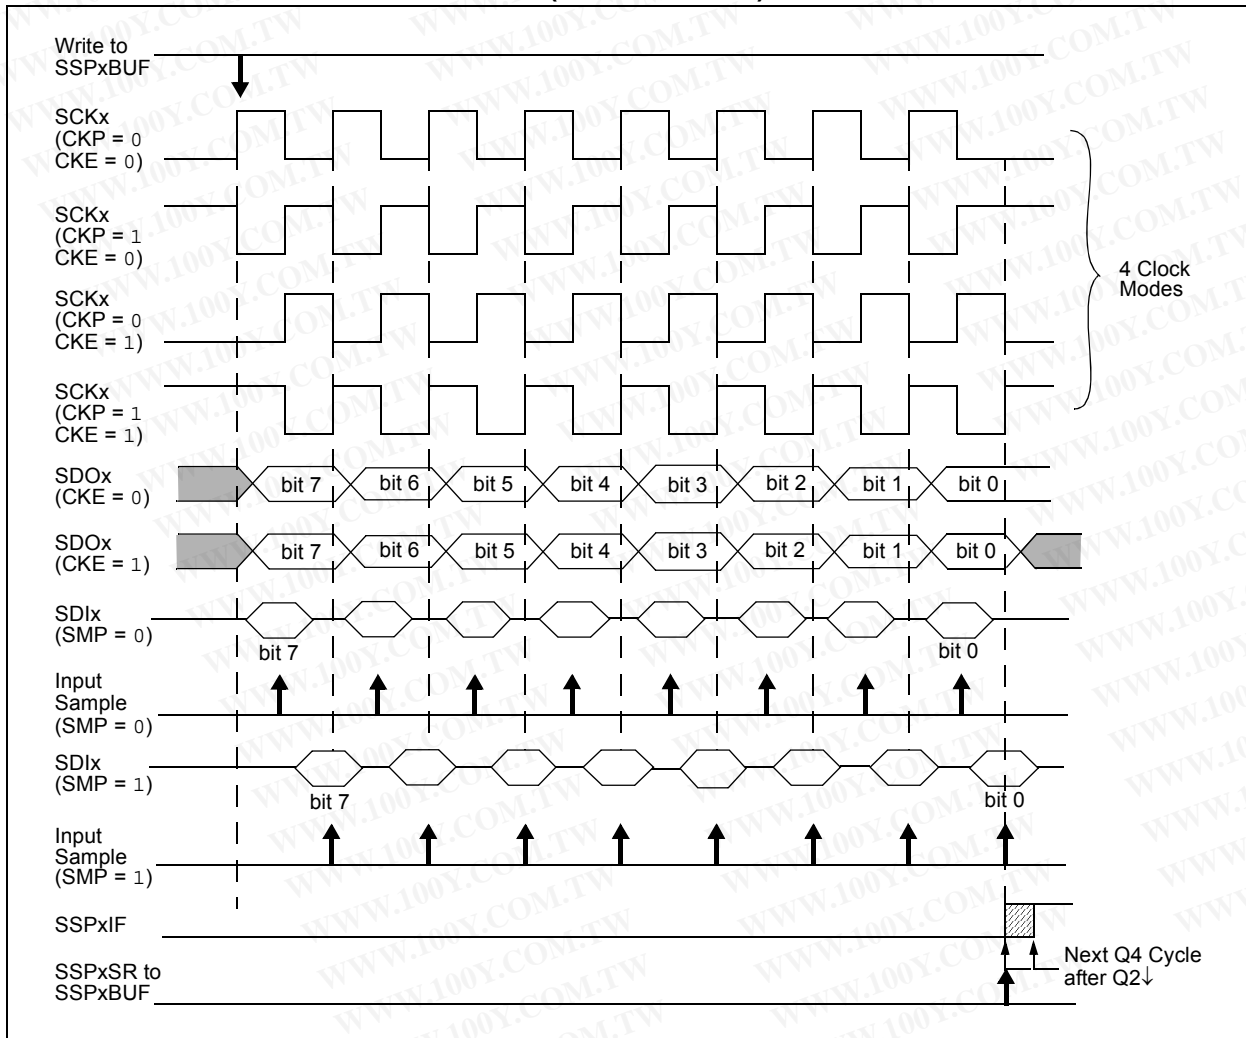 Write to
SSPxBUF
SCKx
(CKP = 0
CKE = 0)
SCKx
(CKP = 1
CKE = 0)
SCKx
(CKP = 0
CKE = 1)
SCKx
(CKP = 1
CKE = 1)
4 Clock
Modes
SDOx
(CKE = 0)
bit 7 bit 6 bit 5 bit 4 bit 3 bit 2 bit 1 bit 0
SDOx
(CKE = 1)
bit 7 bit 6 bit 5 bit 4 bit 3 bit 2 bit 1 bit 0
SDIx
(SMP = 0)
bit 7 bit 0
Input
Sample
(SMP = 0)
SDIx
(SMP = 1)
bit 7 bit 0
Input
Sample
(SMP = 1)
SSPxIF
SSPxSR to
SSPxBUF
Next Q4 Cycle
after Q2↓
WWW.100Y.COM.TW